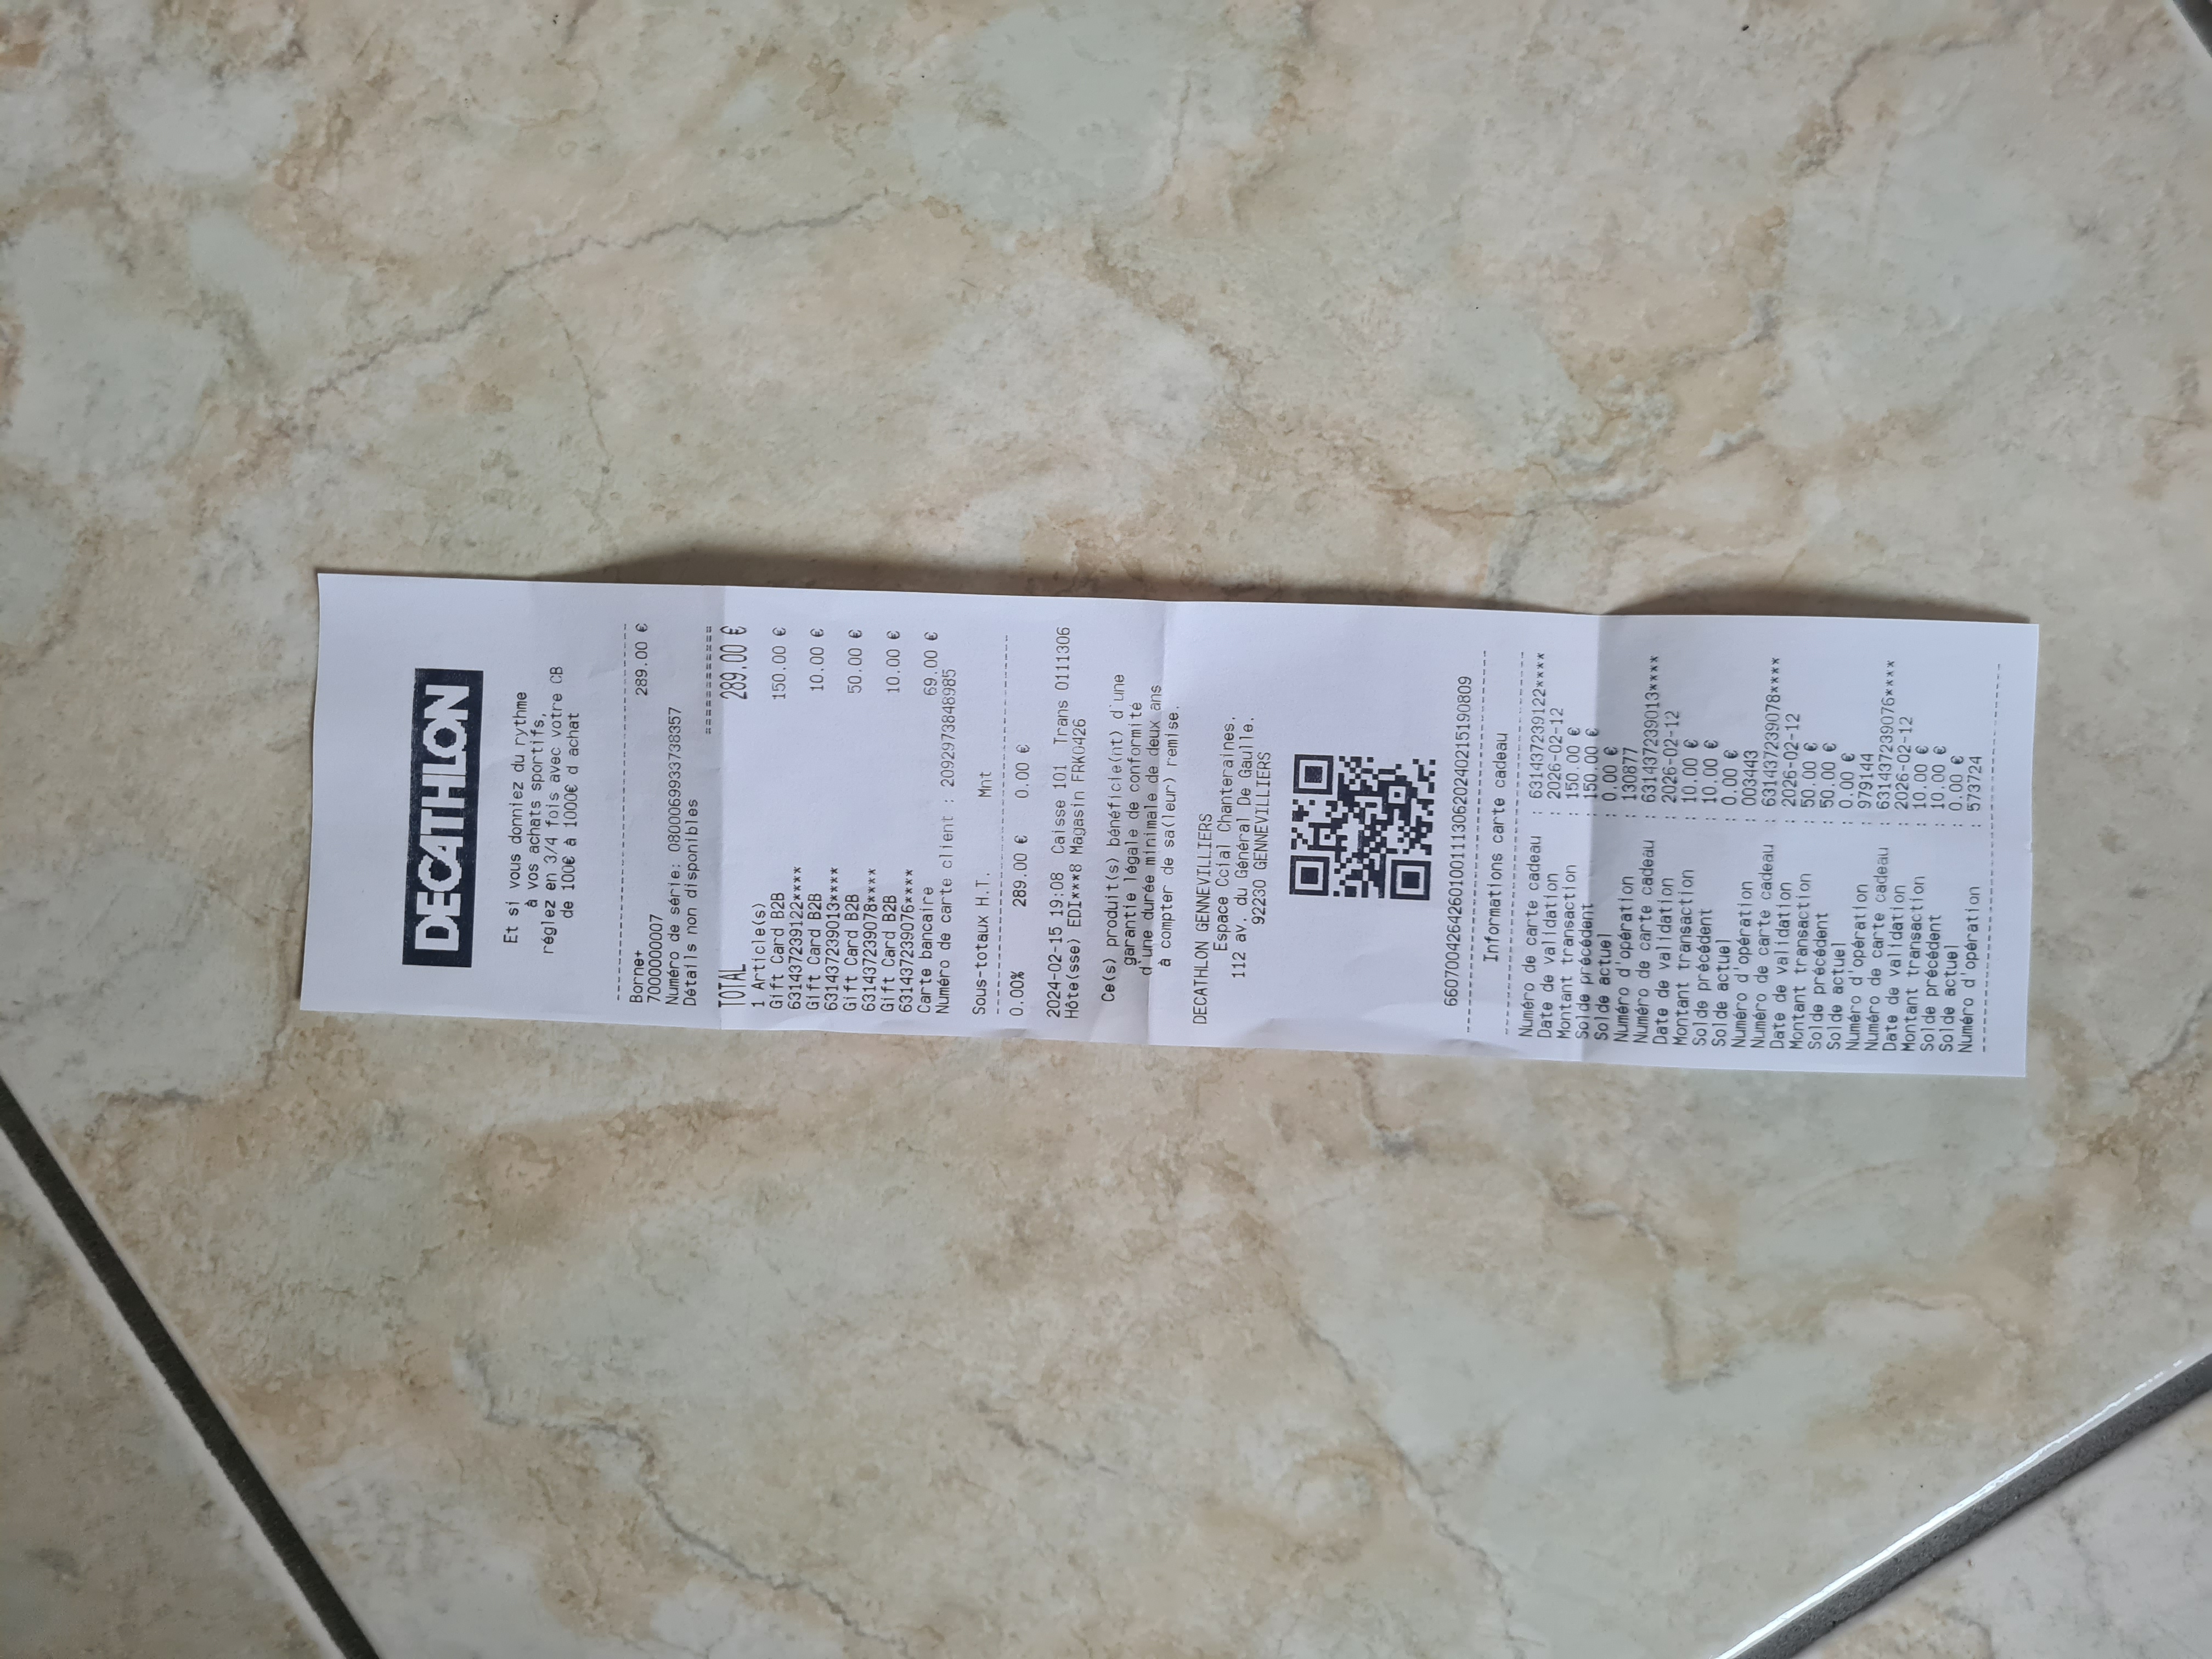 DECATHLON
Et si vous donniez du rythme
à vos achats sportifs,
réglez en 3/4 fois avec votre CB
de 100€ à 1000€ d achat
Borne+ 289.00 €
7000000007
Numéro de série: 0800069933738357
Détails non disponibles
TOTAL 289.00 €
1 Article(s)
Gift Card B2B 150.00 €
631437239122****
Gift Card B2B 10.00 €
631437239013****
Gift Card B2B 50.00 €
631437239078****
Gift Card B2B 10.00 €
631437239076****
Carte bancaire 69.00 €
Numéro de carte client : 2092973848985
Sous-totaux H.T. Mnt
0.00% 289.00 € 0.00 €
2024-02-15 19:08 Caisse 101 Trans 0111306
Hôte(sse) EDI***8 Magasin FRK0426
Ce(s) produit(s) bénéficie(nt) d'une
garantie légale de conformité
d'une durée minimale de deux ans
à compter de sa(leur) remise.
DECATHLON GENNEVILLIERS
Espace Ccial Chanteraines.
112 av. du Général De Gaulle.
92230 GENNEVILLIERS
660700426426010011130620240215190809
Informations carte cadeau
Numéro de carte cadeau : 631437239122****
Date de validation : 2026-02-12
Montant transaction : 150.00 €
Solde précédent : 150.00 €
Solde actuel : 0.00 €
Numéro d'opération : 130877
Numéro de carte cadeau : 631437239013****
Date de validation : 2026-02-12
Montant transaction : 10.00 €
Solde précédent : 10.00 €
Solde actuel : 0.00 €
Numéro d'opération : 003443
Numéro de carte cadeau : 631437239078****
Date de validation : 2026-02-12
Montant transaction : 50.00 €
Solde précédent : 50.00 €
Solde actuel : 0.00 €
Numéro d'opération : 979144
Numéro de carte cadeau : 631437239076****
Date de validation : 2026-02-12
Montant transaction : 10.00 €
Solde précédent : 10.00 €
Solde actuel : 0.00 €
Numéro d'opération : 573724